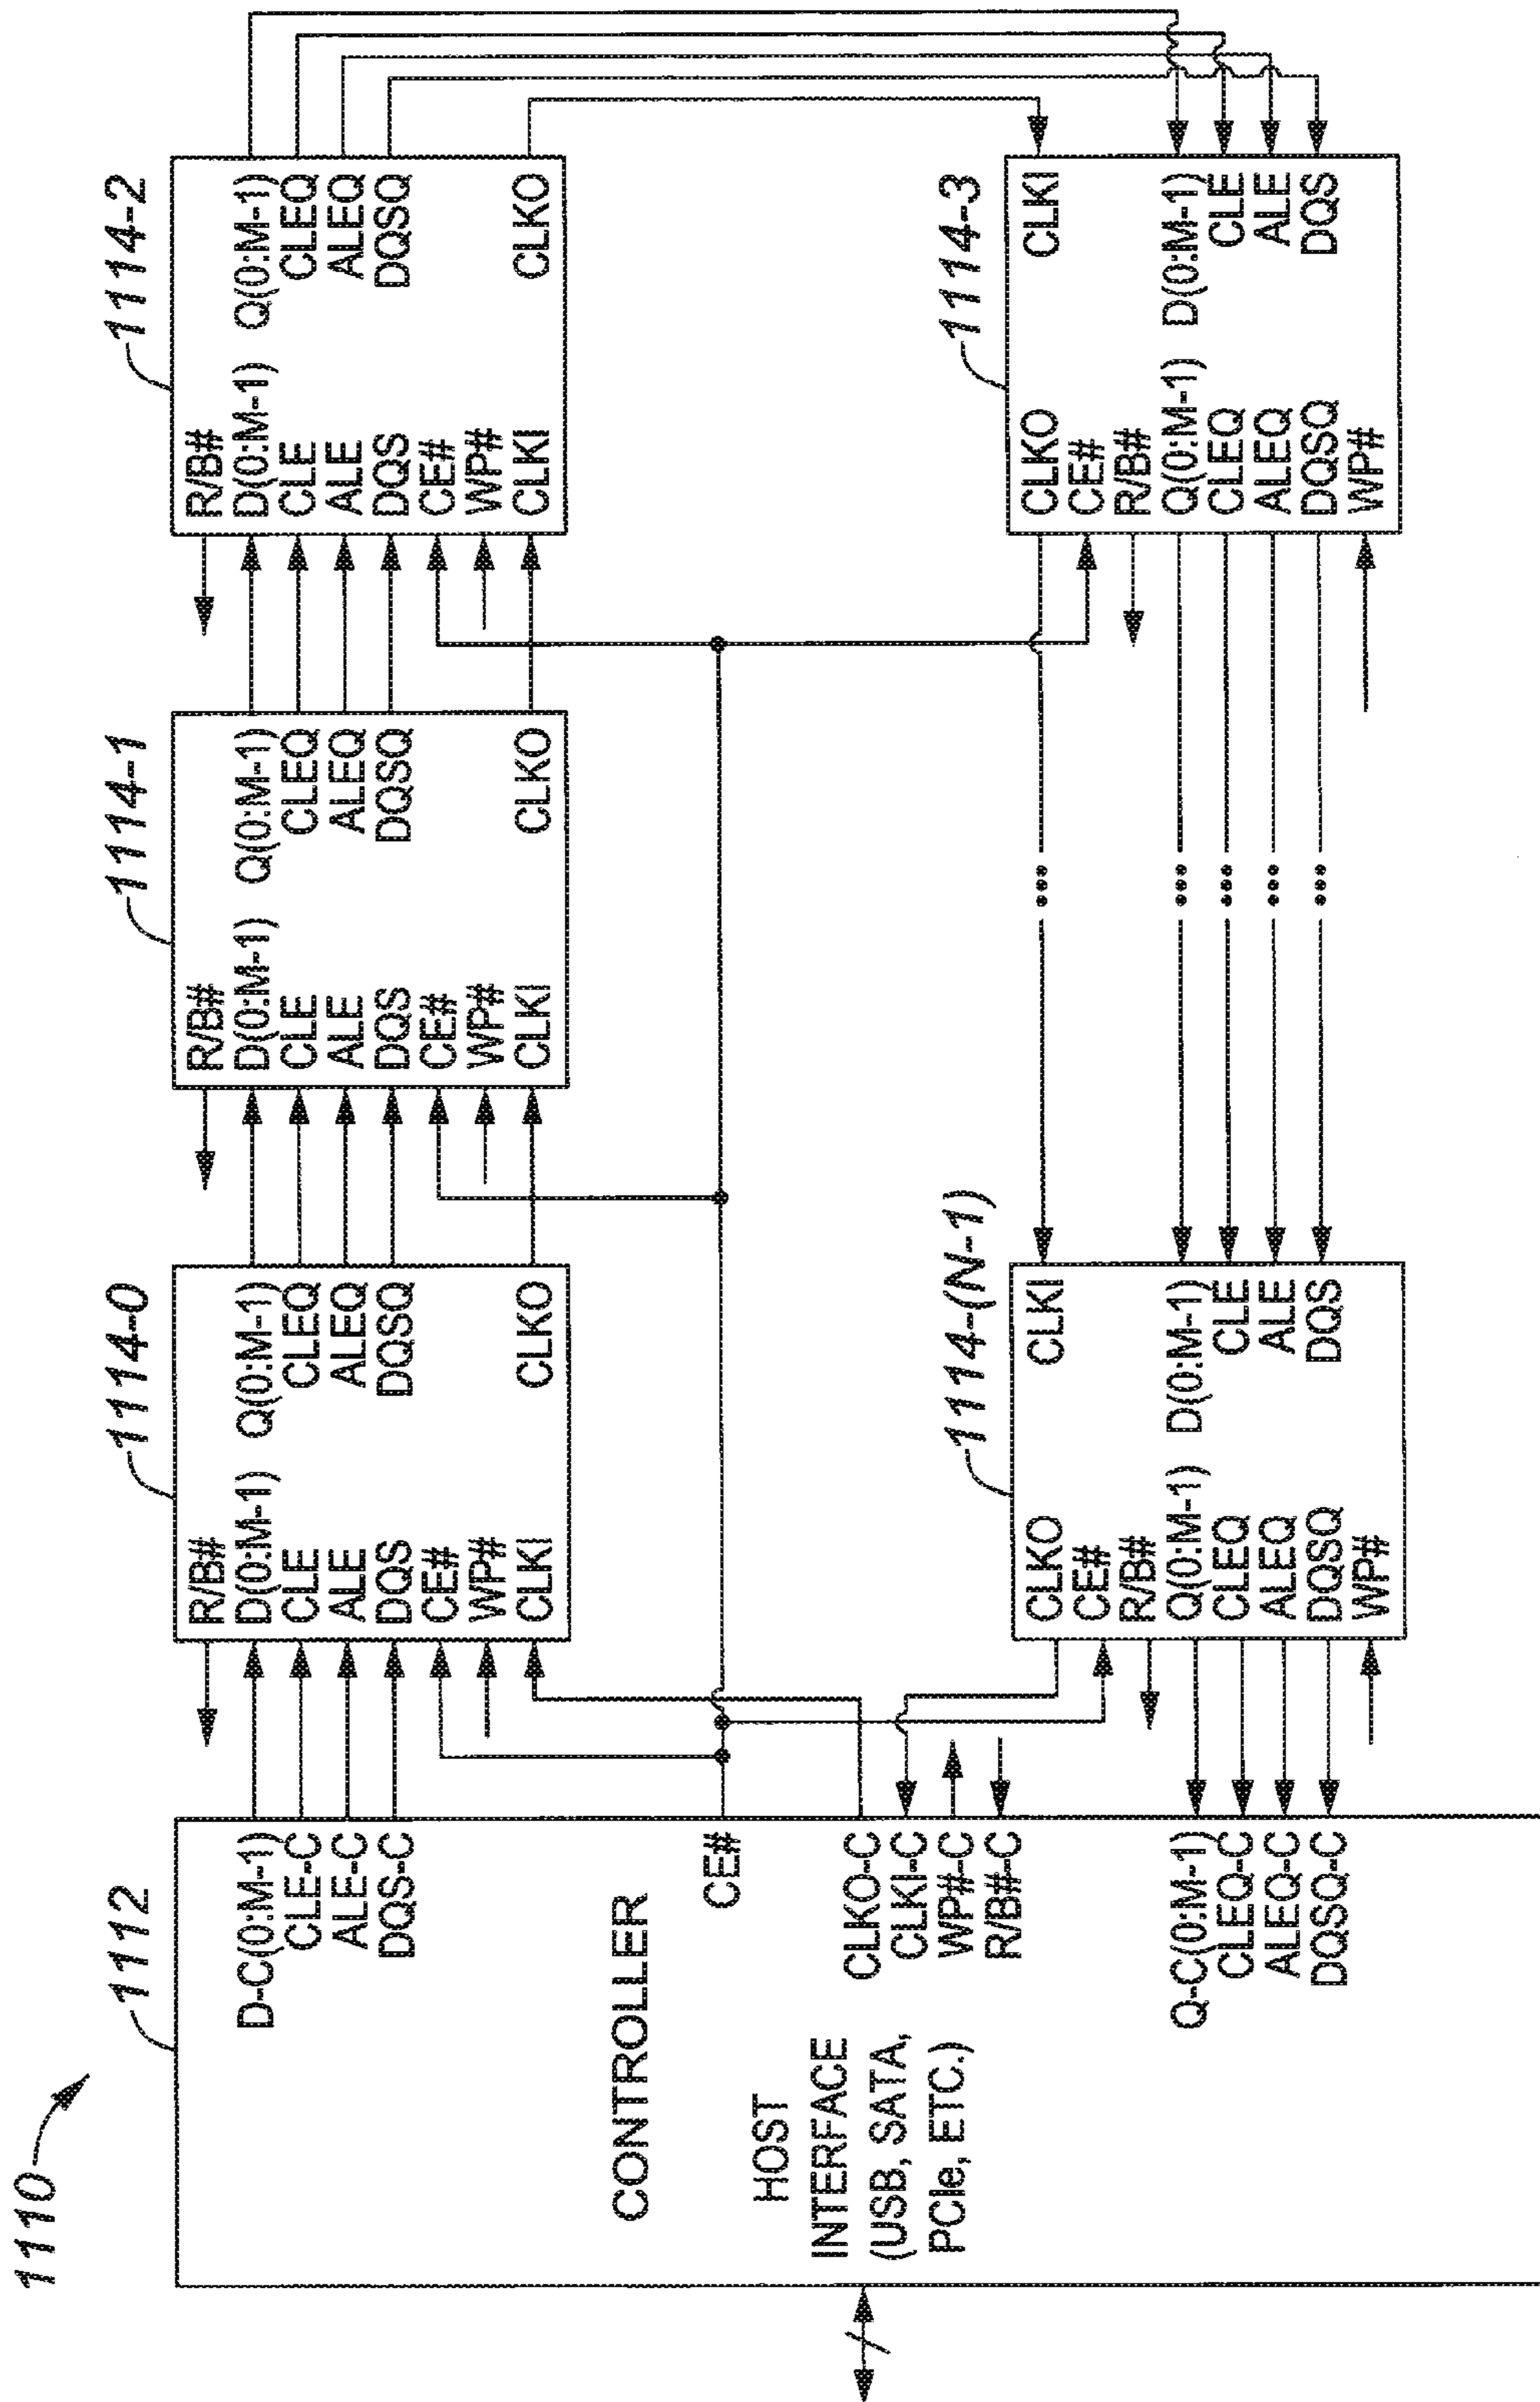 1110
1112
D-C(0:M-1)
CLE-C
ALE-C
DQS-C
CONTROLLER
CE#
HOST
INTERFACE
(USB, SATA,
PCIe, ETC.)
CLKO-C
CLKI-C
WP#-C
R/B#-C
Q-C(0:M-1)
CLEQ-C
ALEQ-C
DQSQ-C
1114-0
R/B#
D(0:M-1) Q(0:M-1)
CLE CLEQ
ALE ALEQ
DQS DQSQ
CE#
WP#
CLKI CLKO
1114-1
R/B#
D(0:M-1) Q(0:M-1)
CLE CLEQ
ALE ALEQ
DQS DQSQ
CE#
WP#
CLKI CLKO
1114-2
R/B#
D(0:M-1) Q(0:M-1)
CLE CLEQ
ALE ALEQ
DQS DQSQ
CE#
WP#
CLKI CLKO
1114-(N-1)
CLKO CLKI
CE#
R/B#
Q(0:M-1) D(0:M-1)
CLEQ CLE
ALEQ ALE
DQSQ DQS
WP#
•••
•••
•••
•••
•••
1114-3
CLKO CLKI
CE#
R/B#
Q(0:M-1) D(0:M-1)
CLEQ CLE
ALEQ ALE
DQSQ DQS
WP#